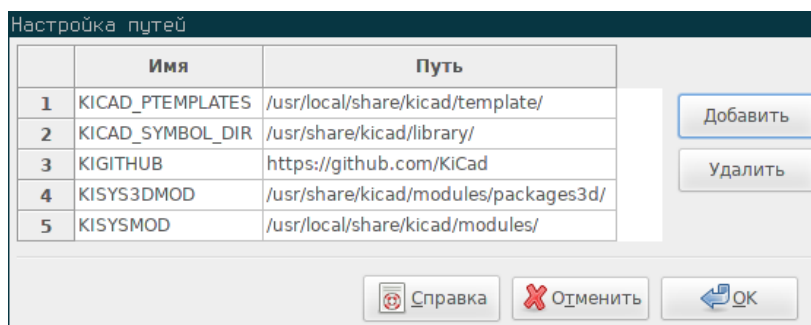 Настройка путей
Имя Путь
1 KICAD_PTEMPLATES /usr/local/share/kicad/template/
2 KICAD_SYMBOL_DIR /usr/share/kicad/library/
3 KIGITHUB https://github.com/KiCad
4 KISYS3DMOD /usr/share/kicad/modules/packages3d/
5 KISYSMOD /usr/local/share/kicad/modules/
Добавить
Удалить
Справка Отменить OK